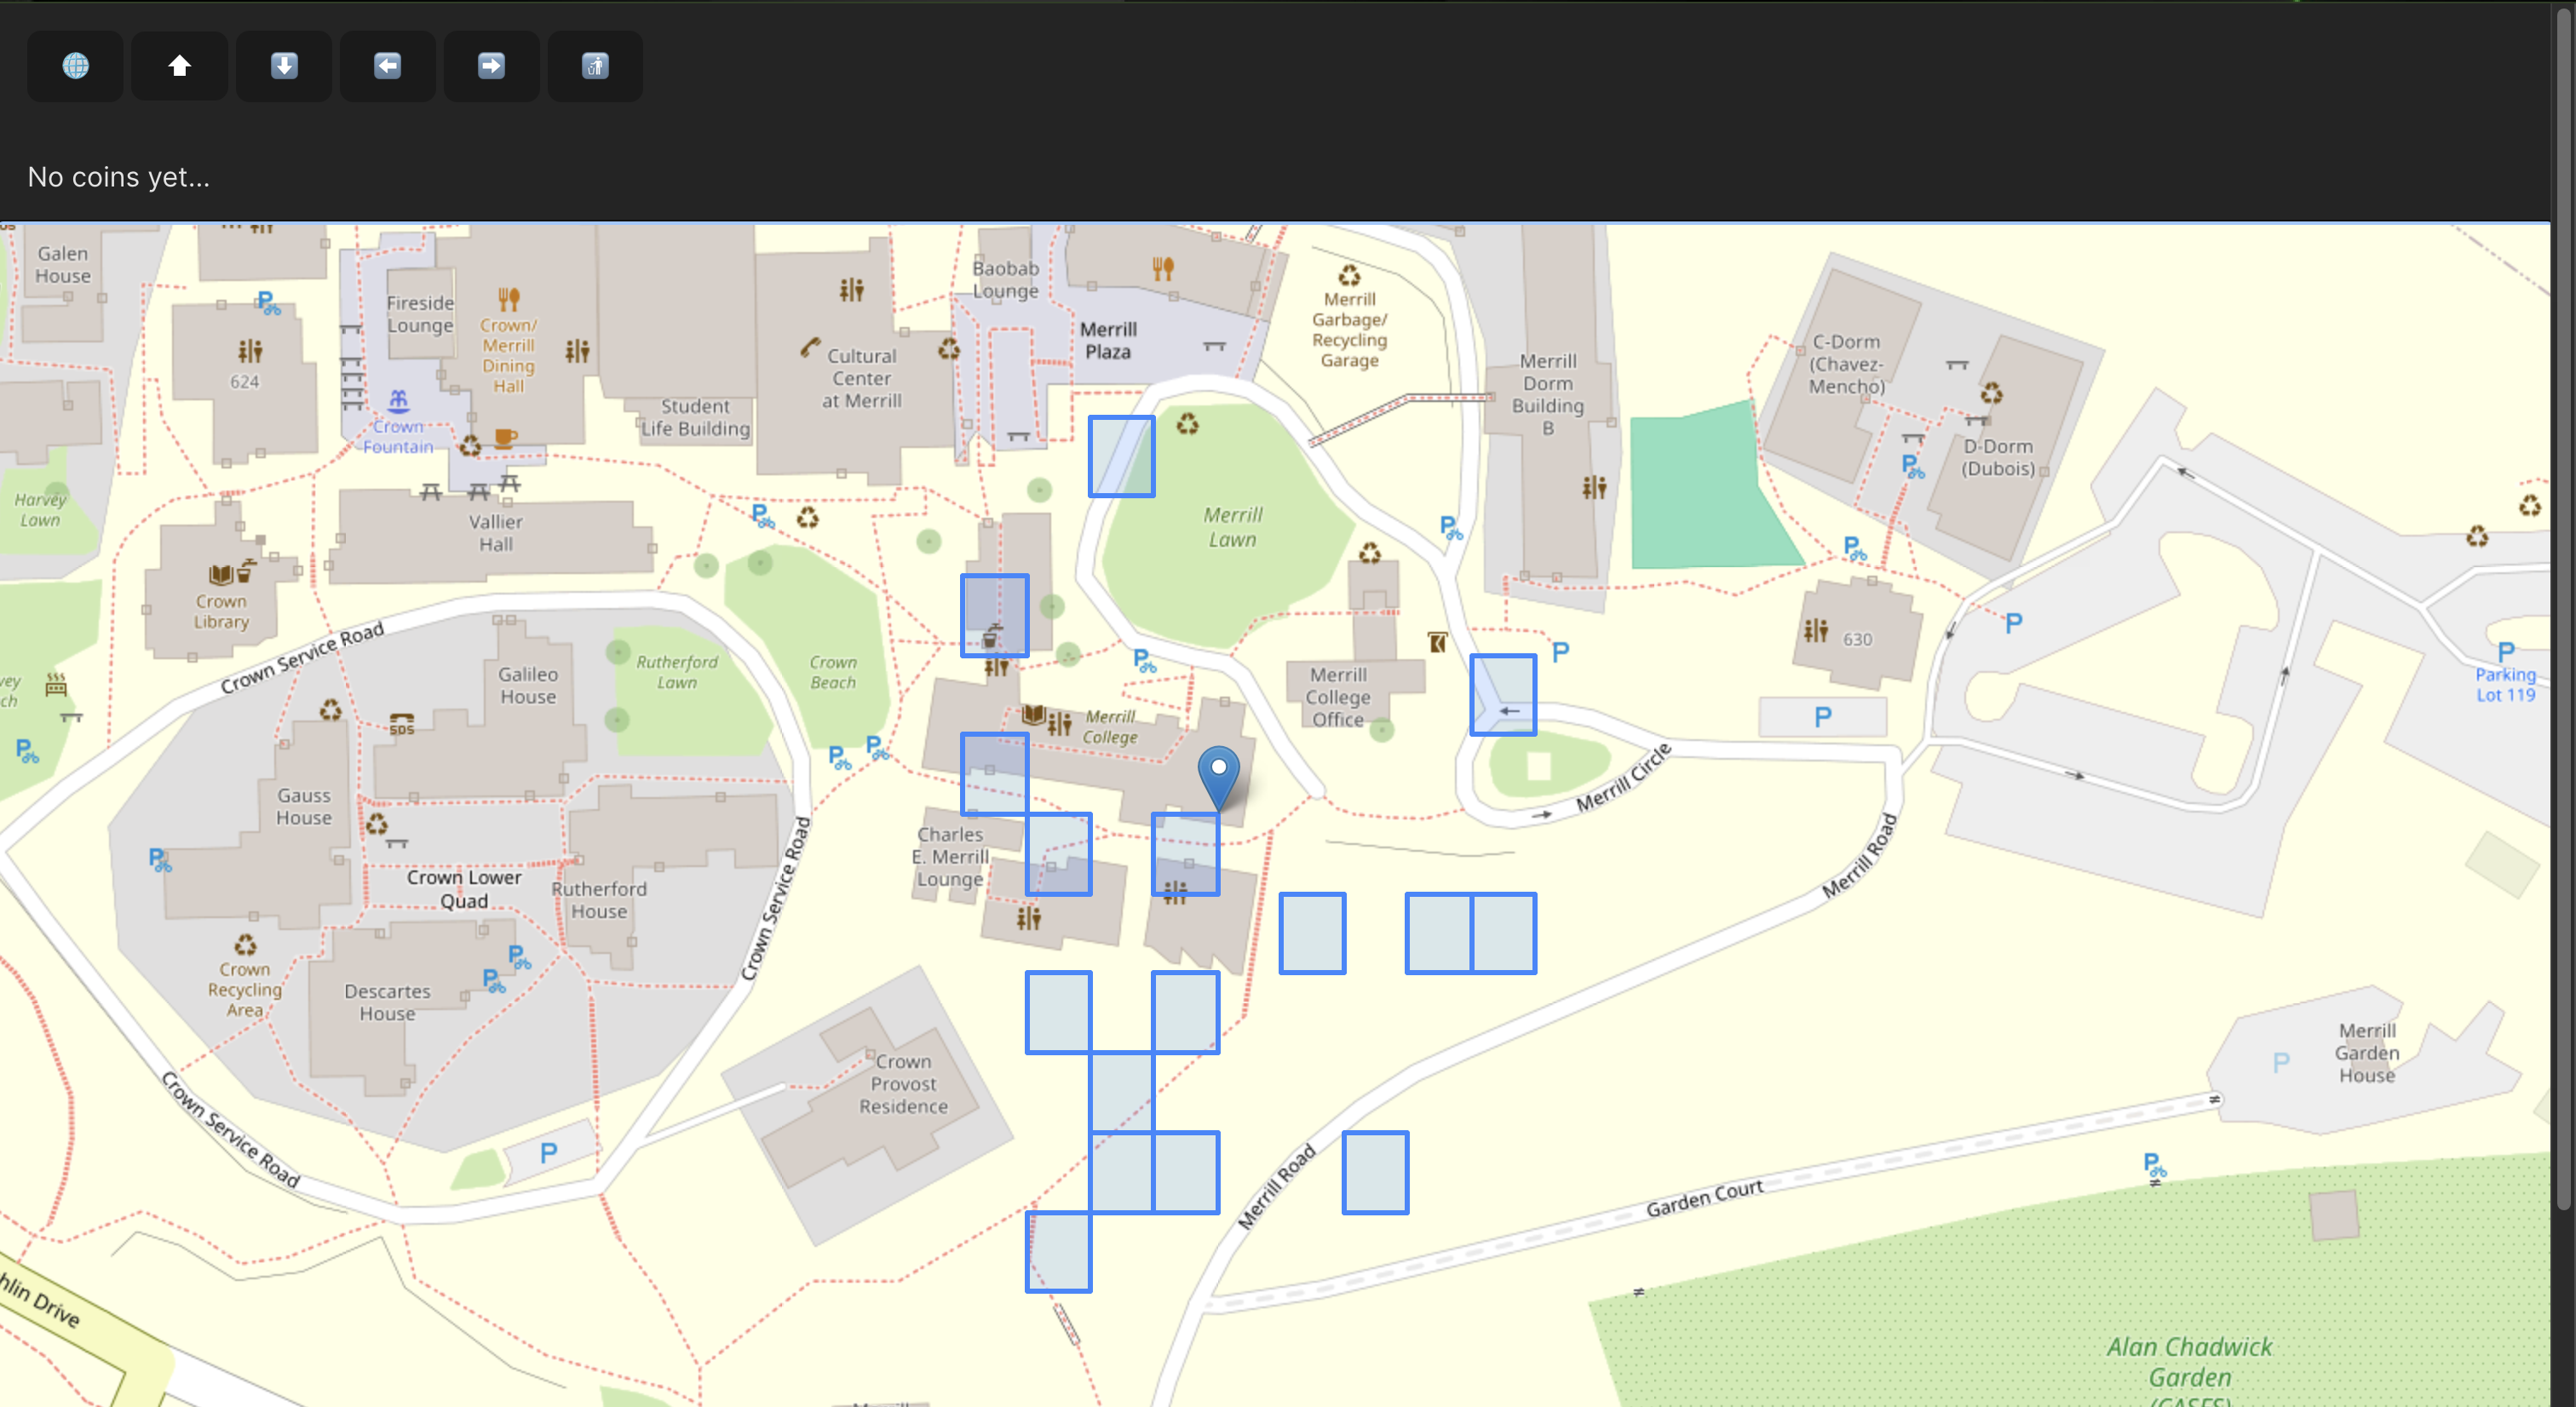 No coins yet...
Galen
House
Fireside
Lounge
Crown/
Merrill
Dining
Hall
624
Crown
Fountain
Student
Life Building
Cultural
Center
at Merrill
Baobab
Lounge
Merrill
Plaza
Merrill
Garbage/
Recycling
Garage
Merrill
Dorm
Building
B
C-Dorm
(Chavez-
Mencho)
D-Dorm
(Dubois)
Harvey
Lawn
Vallier
Hall
Merrill
Lawn
Crown
Library
Crown Service Road
Galileo
House
Rutherford
Lawn
Crown
Beach
Merrill
College
Merrill
College
Office
630
P
P
P
P
Parking
Lot 119
SOS
Gauss
House
Merrill Circle
Merrill Road
Charles
E. Merrill
Lounge
Crown Lower
Quad
Rutherford
House
Crown Service Road
Crown
Recycling
Area
Descartes
House
Crown
Provost
Residence
Merrill
Garden
House
P
P
Crown Service Road
Merrill Road
Garden Court
hlin Drive
Alan Chadwick
Garden